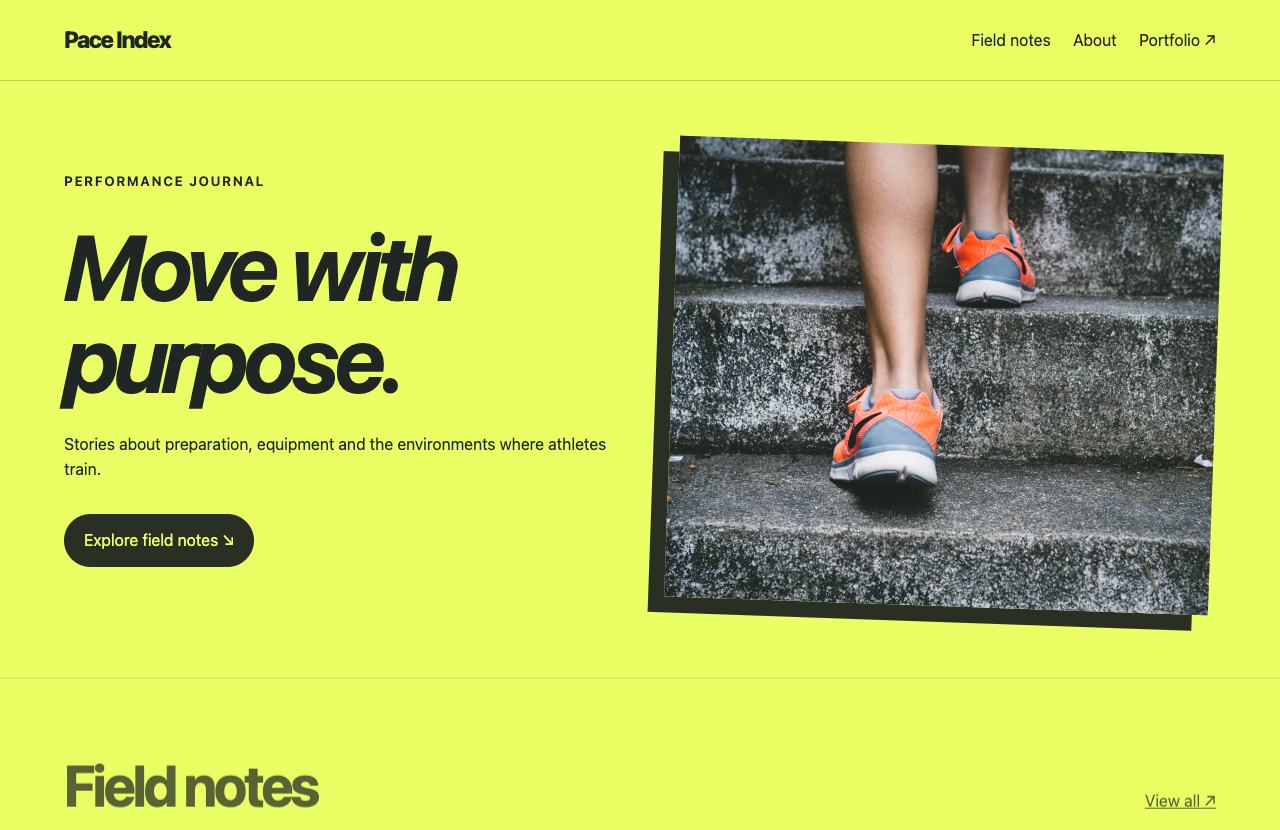 Pace Index
Field notes
About
Portfolio ↗
PERFORMANCE JOURNAL
Move with
purpose.
Stories about preparation, equipment and the environments where athletes
train.
Explore field notes ↘
Field notes
View all ↗